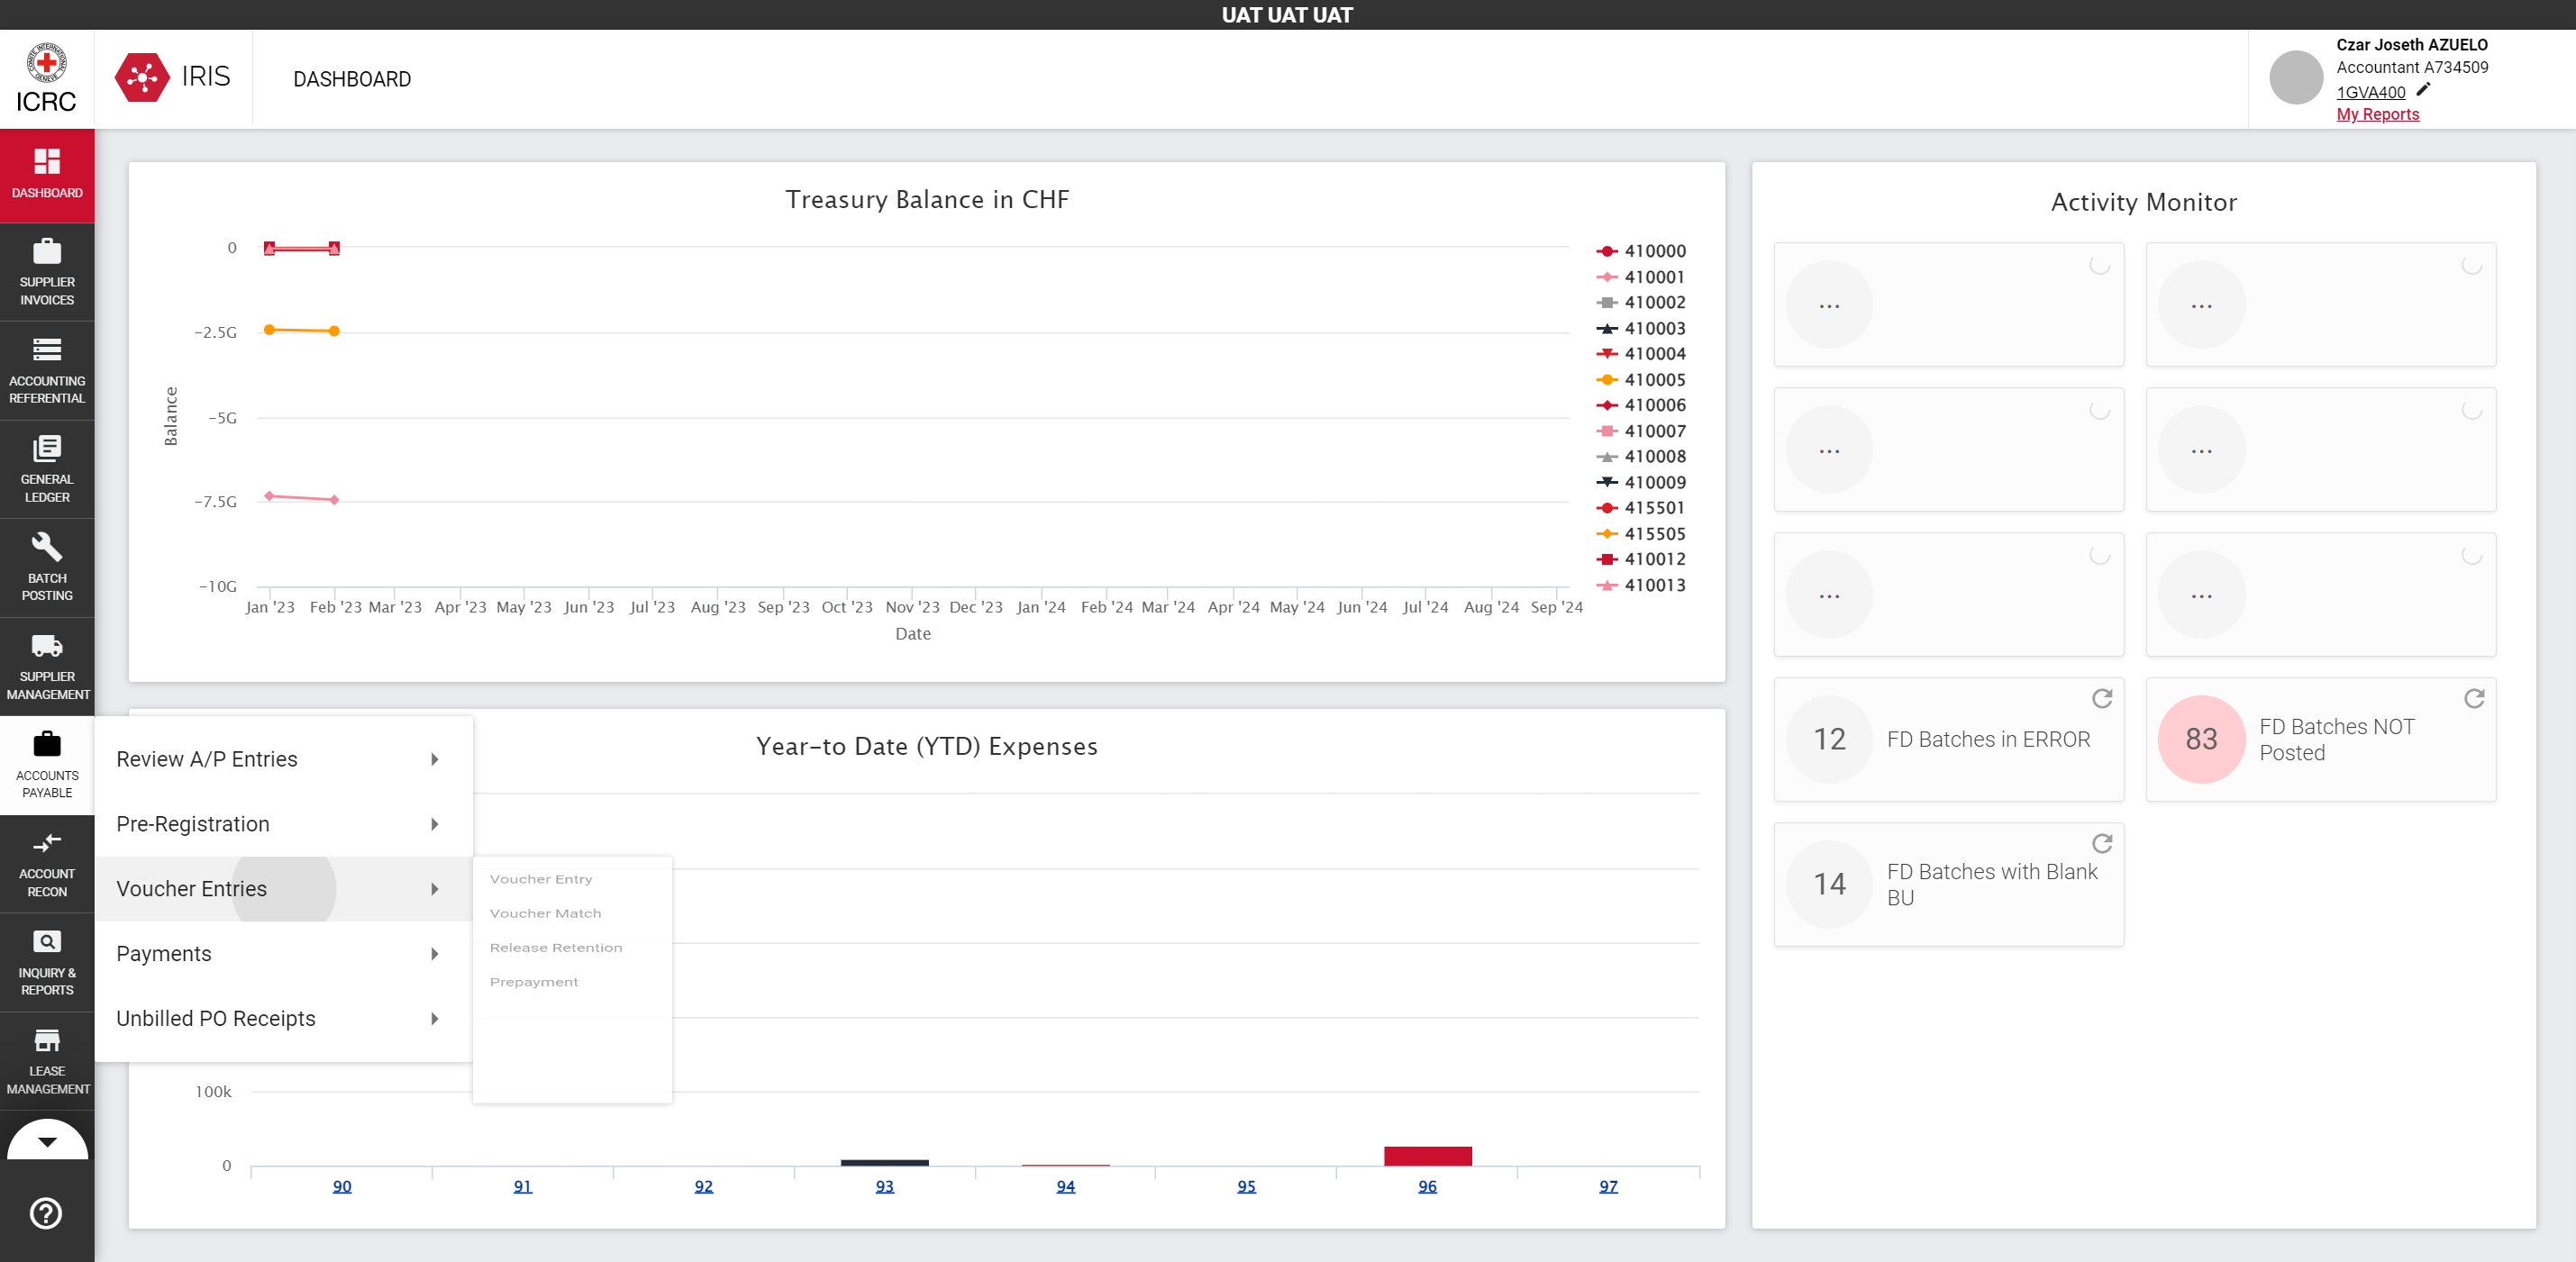 UAT UAT UAT
ICRC
IRIS
DASHBOARD
Czar Joseth AZUELO
Accountant A734509
1GVA400
My Reports
DASHBOARD
SUPPLIER
INVOICES
ACCOUNTING
REFERENTIAL
GENERAL
LEDGER
BATCH
POSTING
SUPPLIER
MANAGEMENT
ACCOUNTS
PAYABLE
ACCOUNT
RECON
INQUIRY &
REPORTS
LEASE
MANAGEMENT
Review A/P Entries
Pre-Registration
Voucher Entries
Payments
Unbilled PO Receipts
Voucher Entry
Voucher Match
Release Retention
Prepayment
Treasury Balance in CHF
Balance
0
-2.5G
-5G
-7.5G
-10G
Jan '23 Feb '23 Mar '23 Apr '23 May '23 Jun '23 Jul '23 Aug '23 Sep '23 Oct '23 Nov '23 Dec '23 Jan '24 Feb '24 Mar '24 Apr '24 May '24 Jun '24 Jul '24 Aug '24 Sep '24
Date
410000
410001
410002
410003
410004
410005
410006
410007
410008
410009
415501
415505
410012
410013
Year-to Date (YTD) Expenses
100k
0
90 91 92 93 94 95 96 97
Activity Monitor
... ...
... ...
... ...
12 FD Batches in ERROR
83 FD Batches NOT
Posted
14 FD Batches with Blank
BU